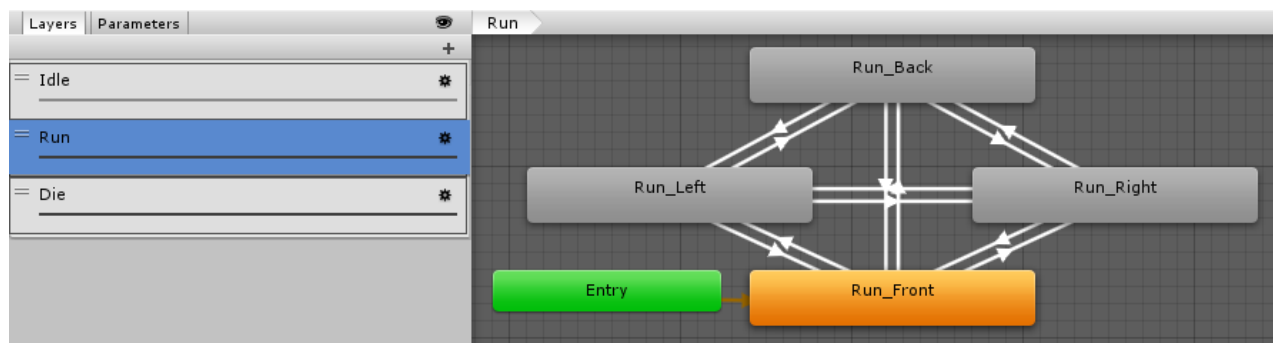 Layers Parameters
Run
Idle
Run
Die
Run_Back
Run_Left
Run_Right
Entry
Run_Front